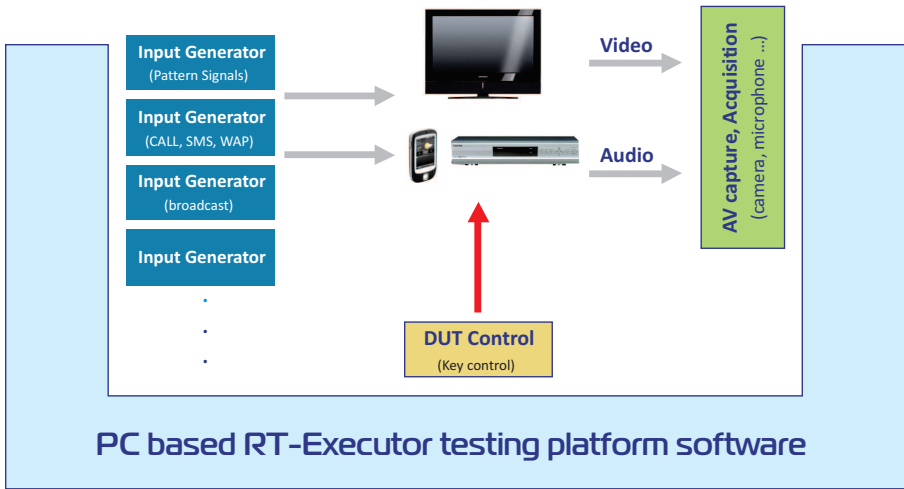 Input Generator
(Pattern Signals)
Input Generator
(CALL, SMS, WAP)
Input Generator
(broadcast)
Input Generator
.
.
.
Video
Audio
AV capture, Acquisition
(camera, microphone ...)
DUT Control
(Key control)
PC based RT-Executor testing platform software